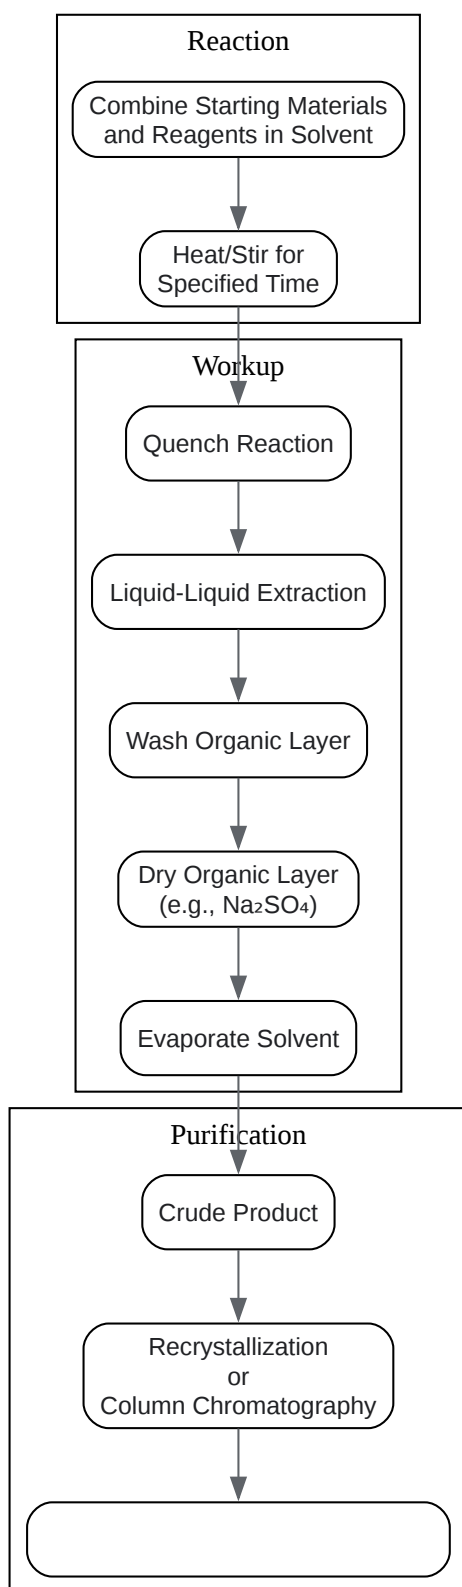 Reaction
Combine Starting Materials
and Reagents in Solvent
Heat/Stir for
Specified Time
Workup
Quench Reaction
Liquid-Liquid Extraction
Wash Organic Layer
Dry Organic Layer
(e.g., Na₂SO₄)
Evaporate Solvent
Purification
Crude Product
Recrystallization
or
Column Chromatography